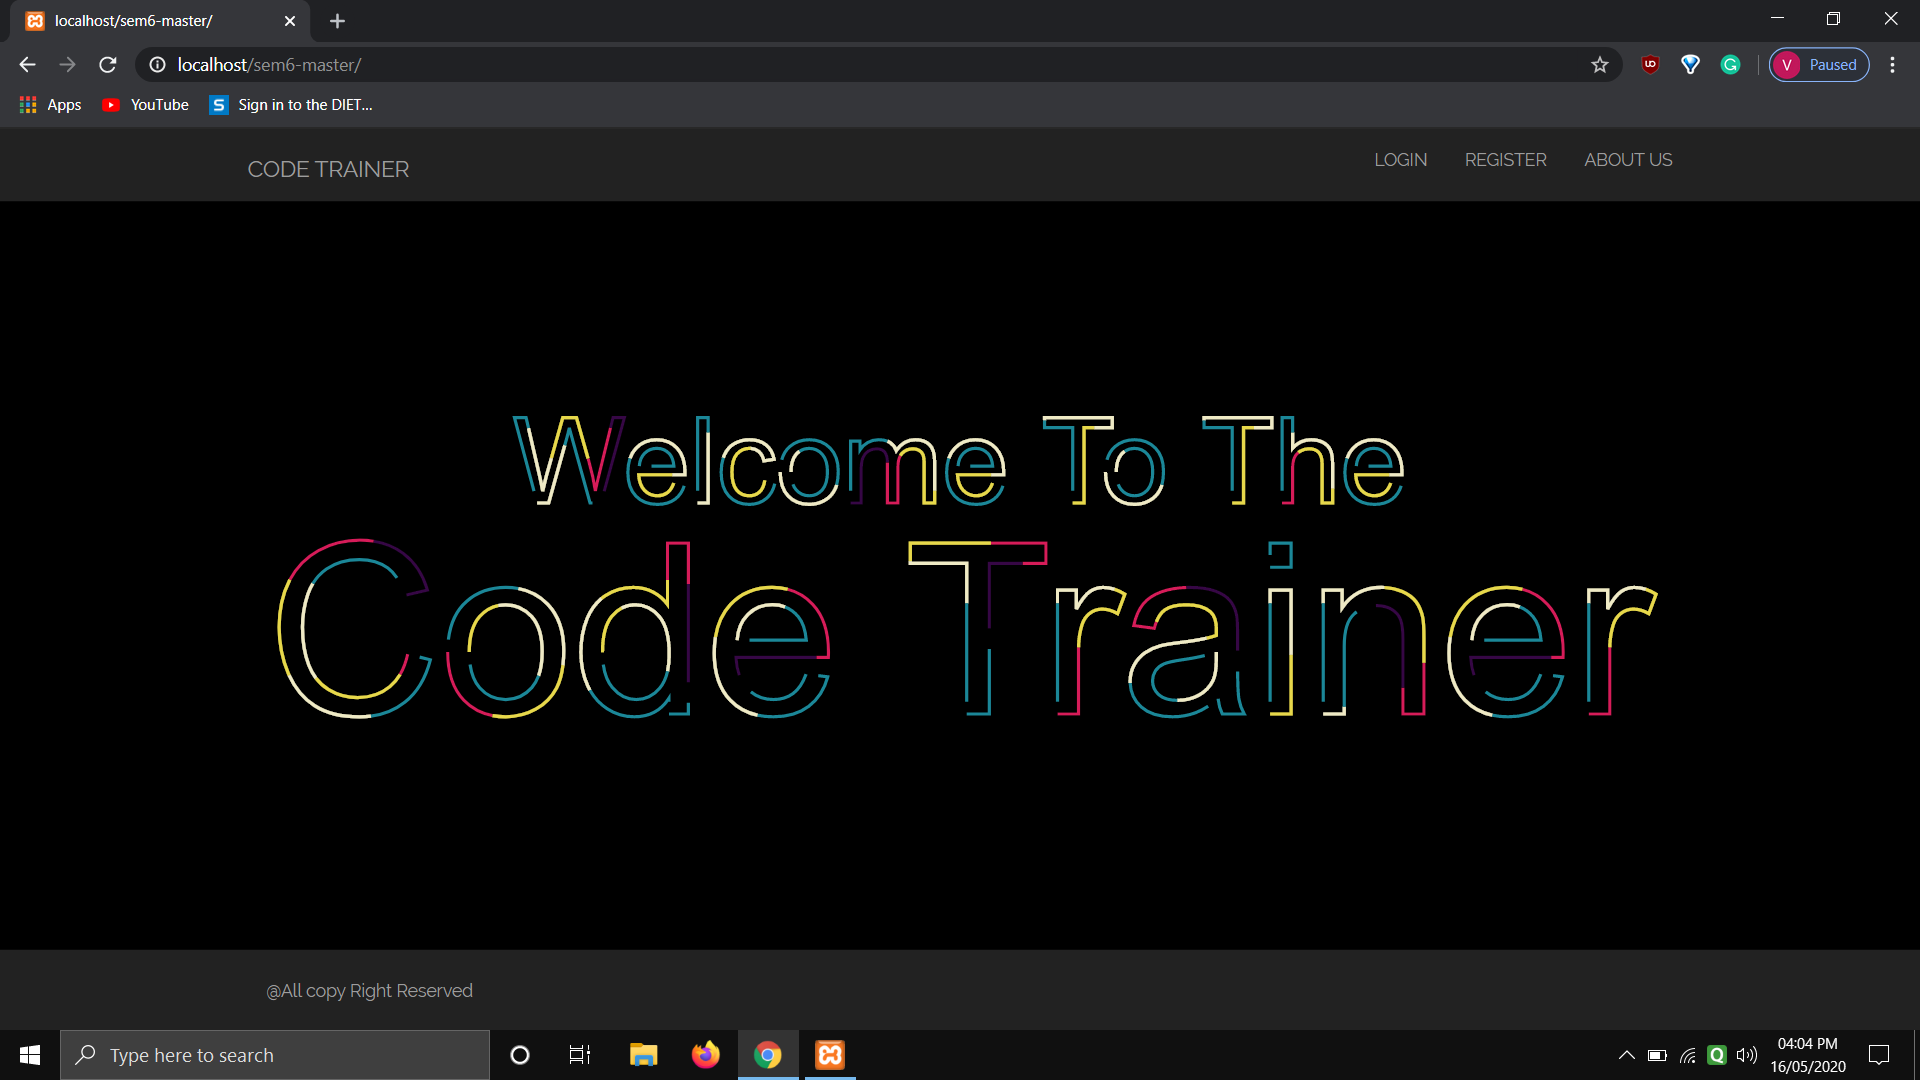 localhost/sem6-master/
localhost/sem6-master/
V Paused
Apps YouTube S Sign in to the DIET...
CODE TRAINER
LOGIN REGISTER ABOUT US
Welcome To The
Code Trainer
@All copy Right Reserved
Type here to search
04:04 PM
16/05/2020